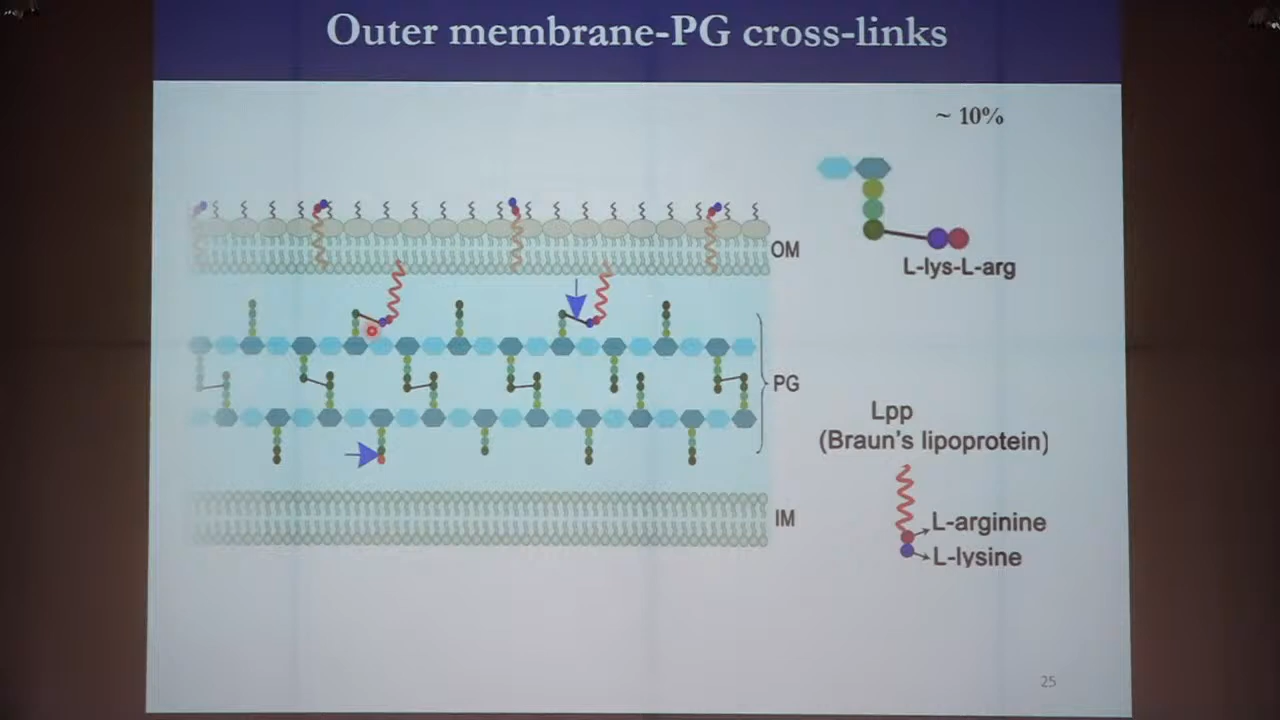 Outer membrane-PG cross-links
~ 10%
L-lys-L-arg
OM
PG
IM
Lpp
(Braun's lipoprotein)
L-arginine
L-lysine
25